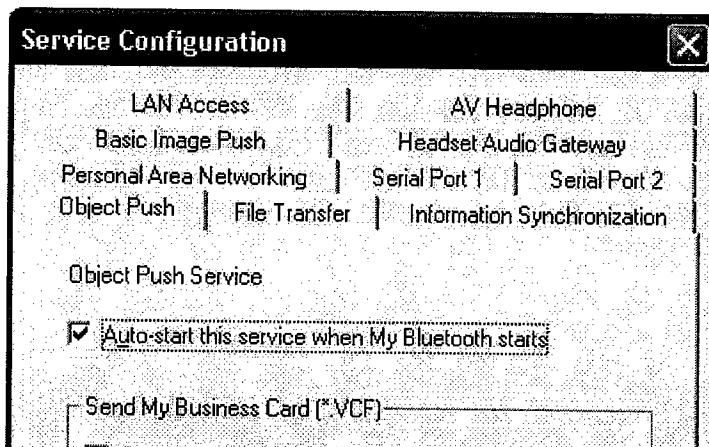 Service Configuration
LAN Access AV Headphone
Basic Image Push Headset Audio Gateway
Personal Area Networking Serial Port 1 Serial Port 2
Object Push File Transfer Information Synchronization
Object Push Service
Auto-start this service when My Bluetooth starts
Send My Business Card (*.VCF)